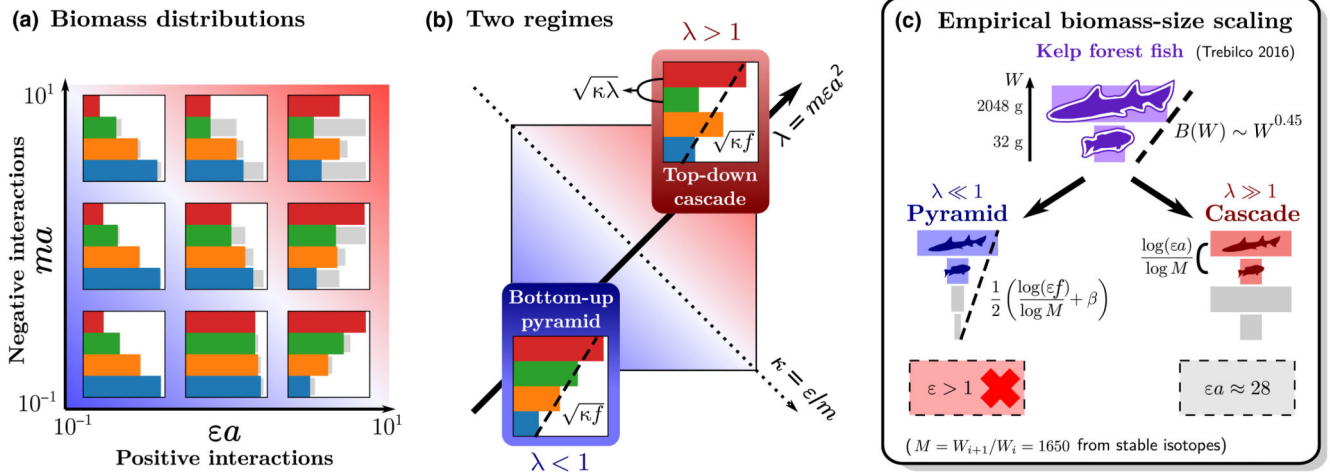 (a) Biomass distributions
10¹
Negative interactions
ma
10⁻¹
10⁻¹
εa
10¹
Positive interactions
(b) Two regimes
λ > 1
√κλ
√κf
Top-down
cascade
λ = mεa²
Bottom-up
pyramid
√κf
λ < 1
κ = ε/m
(c) Empirical biomass-size scaling
Kelp forest fish (Trebilco 2016)
W
2048 g
32 g
B(W) ∼ W^0.45
λ ≪ 1
Pyramid
1/2 (log(εf)/log M + β)
ε > 1
λ ≫ 1
Cascade
log(εa)/log M
εa ≈ 28
(M = W_{i+1}/W_i = 1650 from stable isotopes)